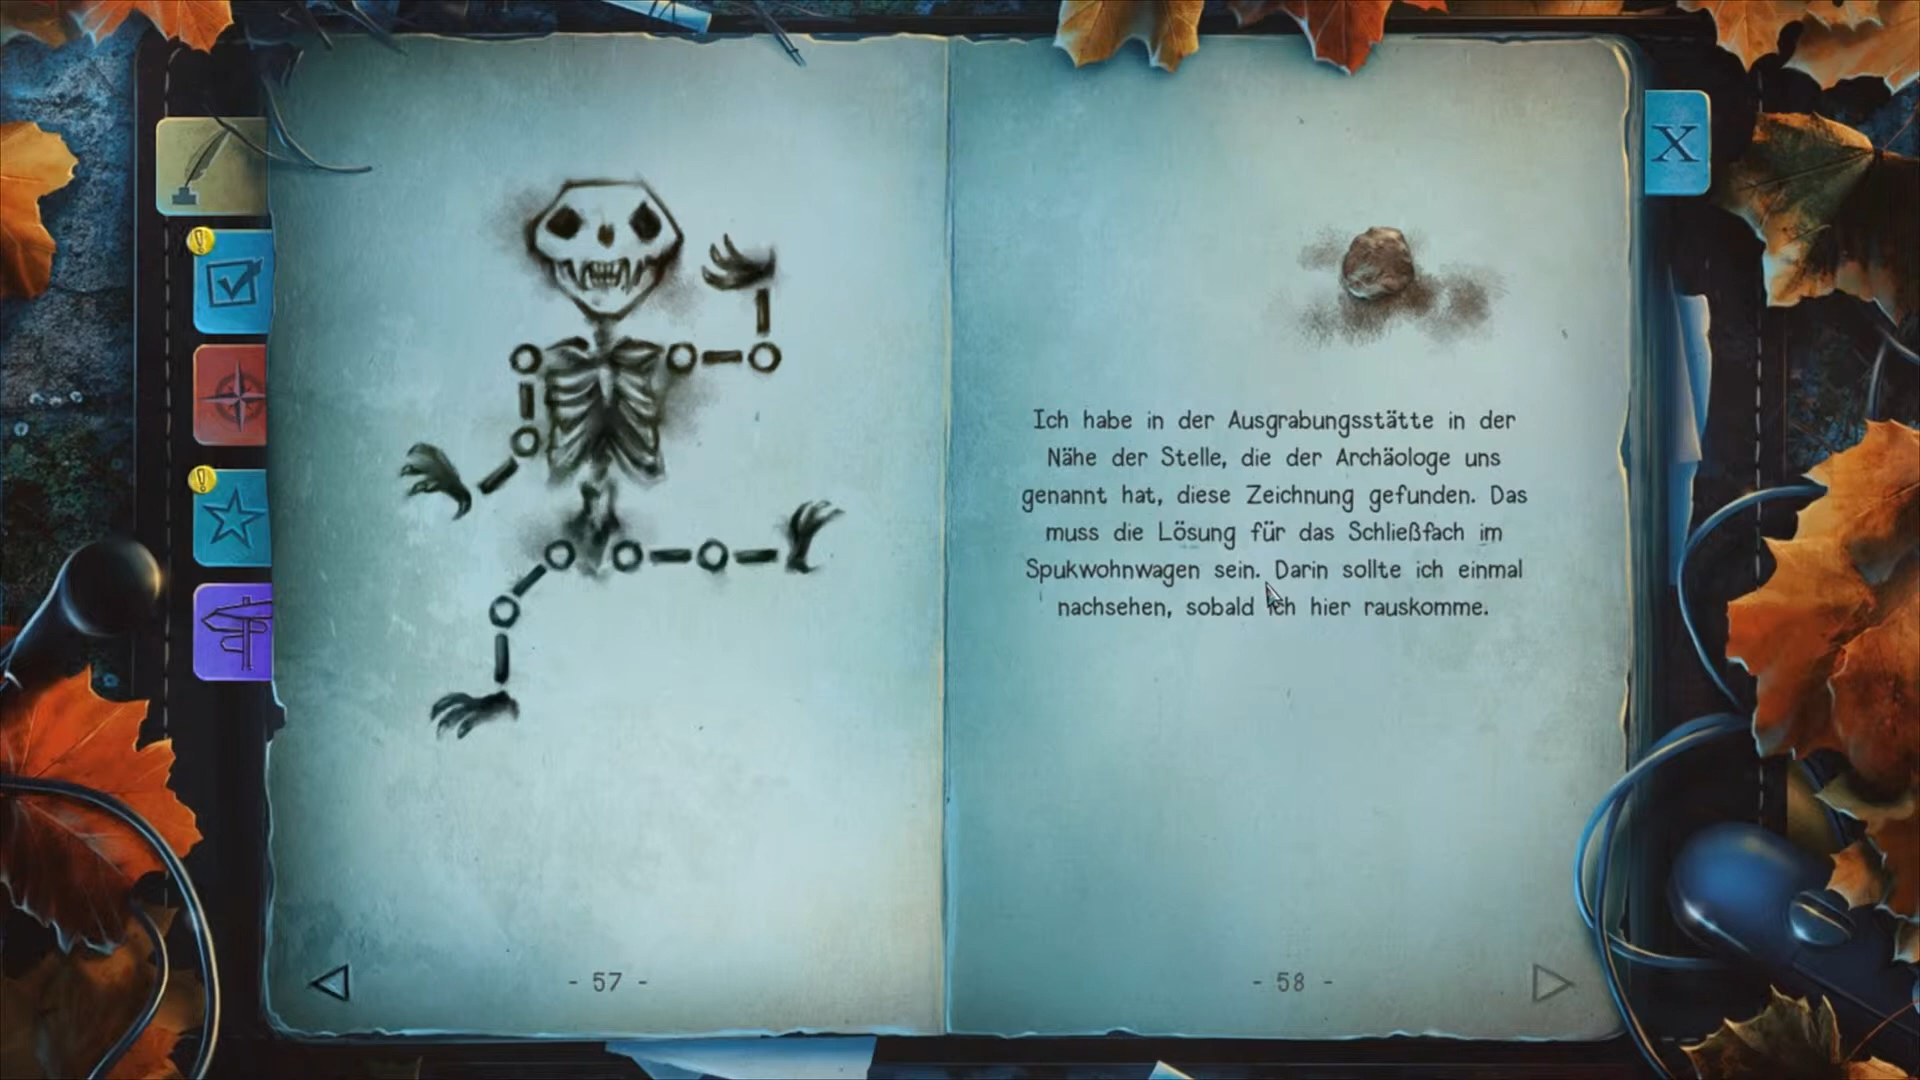 X
Ich habe in der Ausgrabungsstätte in der
Nähe der Stelle, die der Archäologe uns
genannt hat, diese Zeichnung gefunden. Das
muss die Lösung für das Schließfach im
Spukwohnwagen sein. Darin sollte ich einmal
nachsehen, sobald ich hier rauskomme.
- 57 -
- 58 -